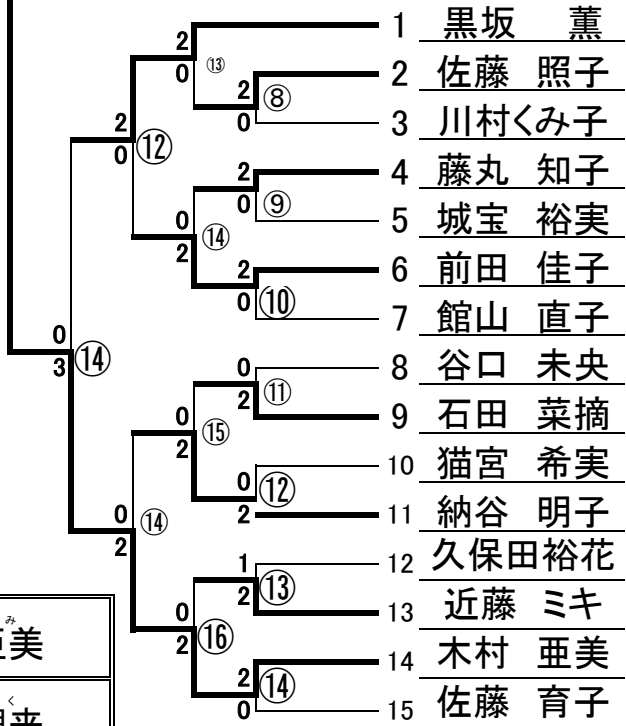 1 黒坂 薫
2 佐藤 照子
3 川村くみ子
4 藤丸 知子
5 城宝 裕実
6 前田 佳子
7 館山 直子
8 谷口 未央
9 石田 菜摘
10 猫宮 希実
11 納谷 明子
12 久保田裕花
13 近藤 ミキ
14 木村 亜美
15 佐藤 育子
2
0 ⑬
2
0 ⑧
2
0 ⑫
2
0 ⑨
0
2 ⑭
2
0 ⑩
0
3 ⑭
0
2 ⑪
0
2 ⑮
0
2 ⑫
0
2 ⑭
1
2 ⑬
0
2 ⑯
2
0 ⑭
み
美
く
来